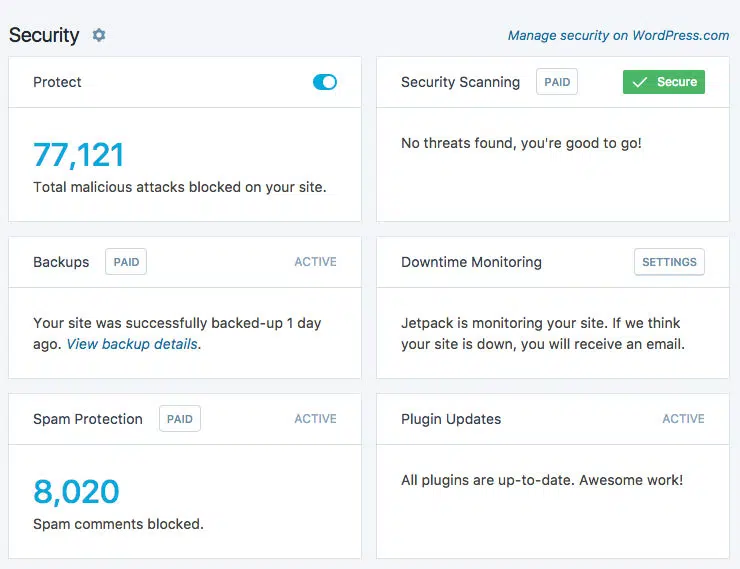 Security
Manage security on WordPress.com
Protect
77,121
Total malicious attacks blocked on your site.
Security Scanning PAID Secure
No threats found, you're good to go!
Backups PAID ACTIVE
Your site was successfully backed-up 1 day
ago. View backup details.
Downtime Monitoring SETTINGS
Jetpack is monitoring your site. If we think
your site is down, you will receive an email.
Spam Protection PAID ACTIVE
8,020
Spam comments blocked.
Plugin Updates ACTIVE
All plugins are up-to-date. Awesome work!